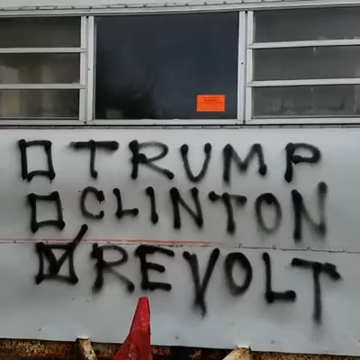 ☐ TRUMP
☐ CLINTON
☑ REVOLT